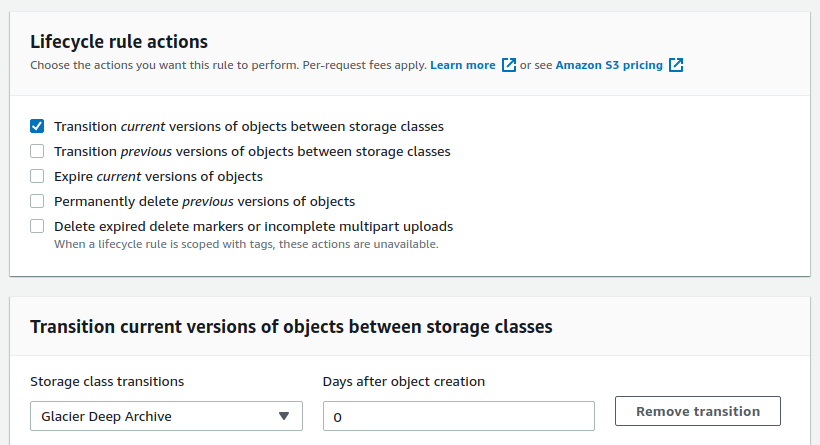 Lifecycle rule actions
Choose the actions you want this rule to perform. Per-request fees apply. Learn more or see Amazon S3 pricing
Transition current versions of objects between storage classes
Transition previous versions of objects between storage classes
Expire current versions of objects
Permanently delete previous versions of objects
Delete expired delete markers or incomplete multipart uploads
When a lifecycle rule is scoped with tags, these actions are unavailable.
Transition current versions of objects between storage classes
Storage class transitions
Days after object creation
Glacier Deep Archive
0
Remove transition